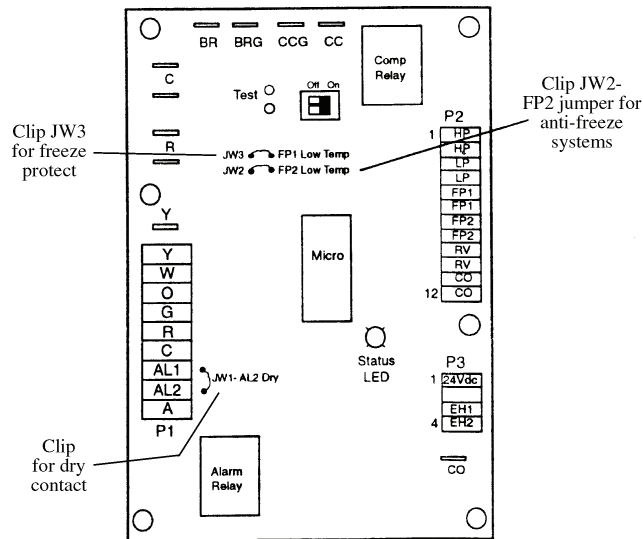 BR BRG CCG CC
C
Comp
Relay
Off On
Test
Clip JW2-
FP2 jumper for
anti-freeze
systems
P2
Clip JW3
for freeze
protect
R
JW3 FP1 Low Temp
JW2 FP2 Low Temp
1 HP
HP
LP
LP
FP1
FP1
FP2
FP2
RV
RV
CO
12 CO
Y
Y
W
O
G
R
C
AL1
AL2
A
P1
Micro
Status
LED
JW1- AL2 Dry
P3
1 24Vdc
EH1
4 EH2
CO
Clip
for dry
contact
Alarm
Relay